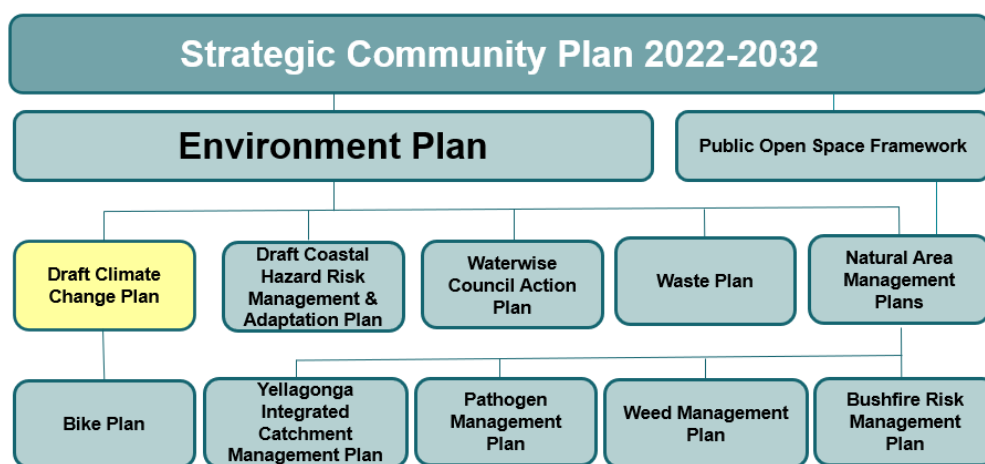 Strategic Community Plan 2022-2032
Environment Plan
Public Open Space Framework
Draft Climate
Change Plan
Draft Coastal
Hazard Risk
Management &
Adaptation Plan
Waterwise
Council Action
Plan
Waste Plan
Natural Area
Management
Plans
Bike Plan
Yellagonga
Integrated
Catchment
Management Plan
Pathogen
Management
Plan
Weed Management
Plan
Bushfire Risk
Management
Plan